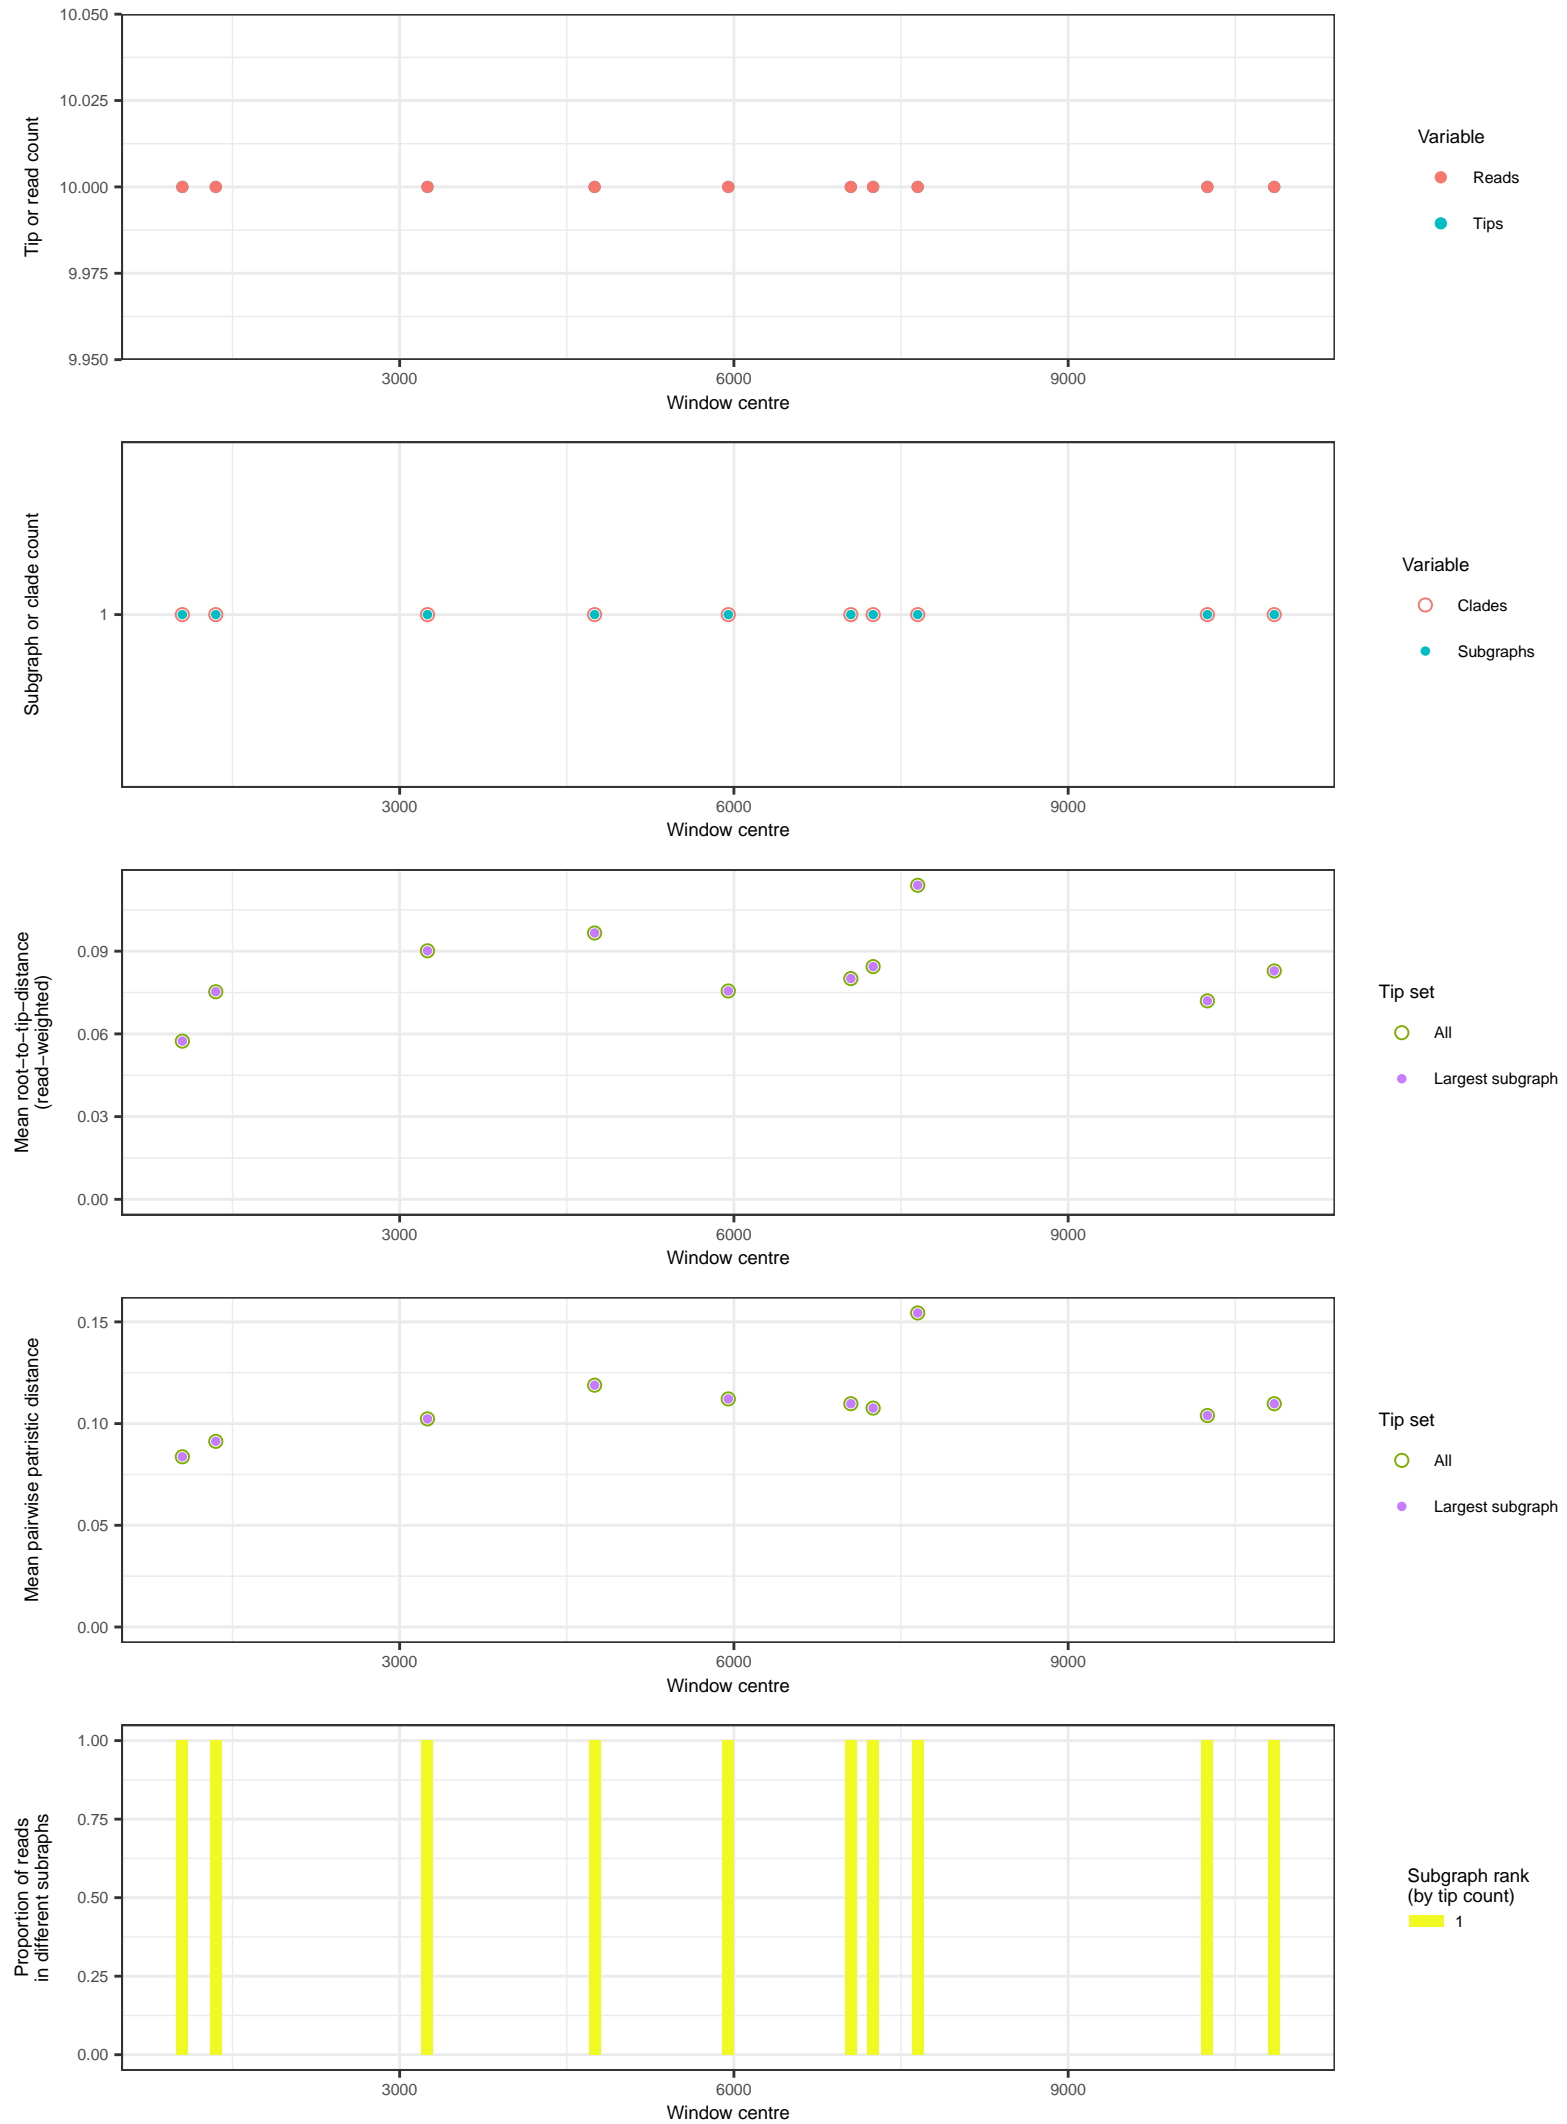 10.050
10.025
10.000
9.975
9.950
Tip or read count
3000
6000
9000
Window centre
Variable
Reads
Tips
1
Subgraph or clade count
3000
6000
9000
Window centre
Variable
Clades
Subgraphs
0.09
0.06
0.03
0.00
Mean root−to−tip−distance
(read−weighted)
3000
6000
9000
Window centre
Tip set
All
Largest subgraph
0.15
0.10
0.05
0.00
Mean pairwise patristic distance
3000
6000
9000
Window centre
Tip set
All
Largest subgraph
1.00
0.75
0.50
0.25
0.00
Proportion of reads
in different subraphs
3000
6000
9000
Window centre
Subgraph rank
(by tip count)
1